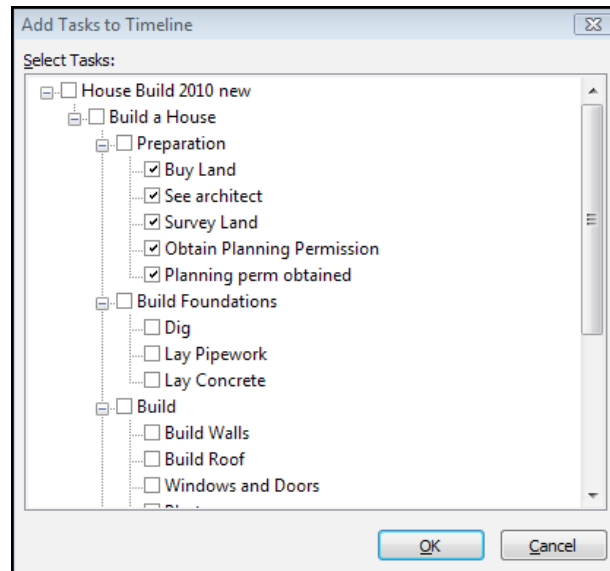 Add Tasks to Timeline
Select Tasks:
House Build 2010 new
Build a House
Preparation
Buy Land
See architect
Survey Land
Obtain Planning Permission
Planning perm obtained
Build Foundations
Dig
Lay Pipework
Lay Concrete
Build
Build Walls
Build Roof
Windows and Doors
OK
Cancel